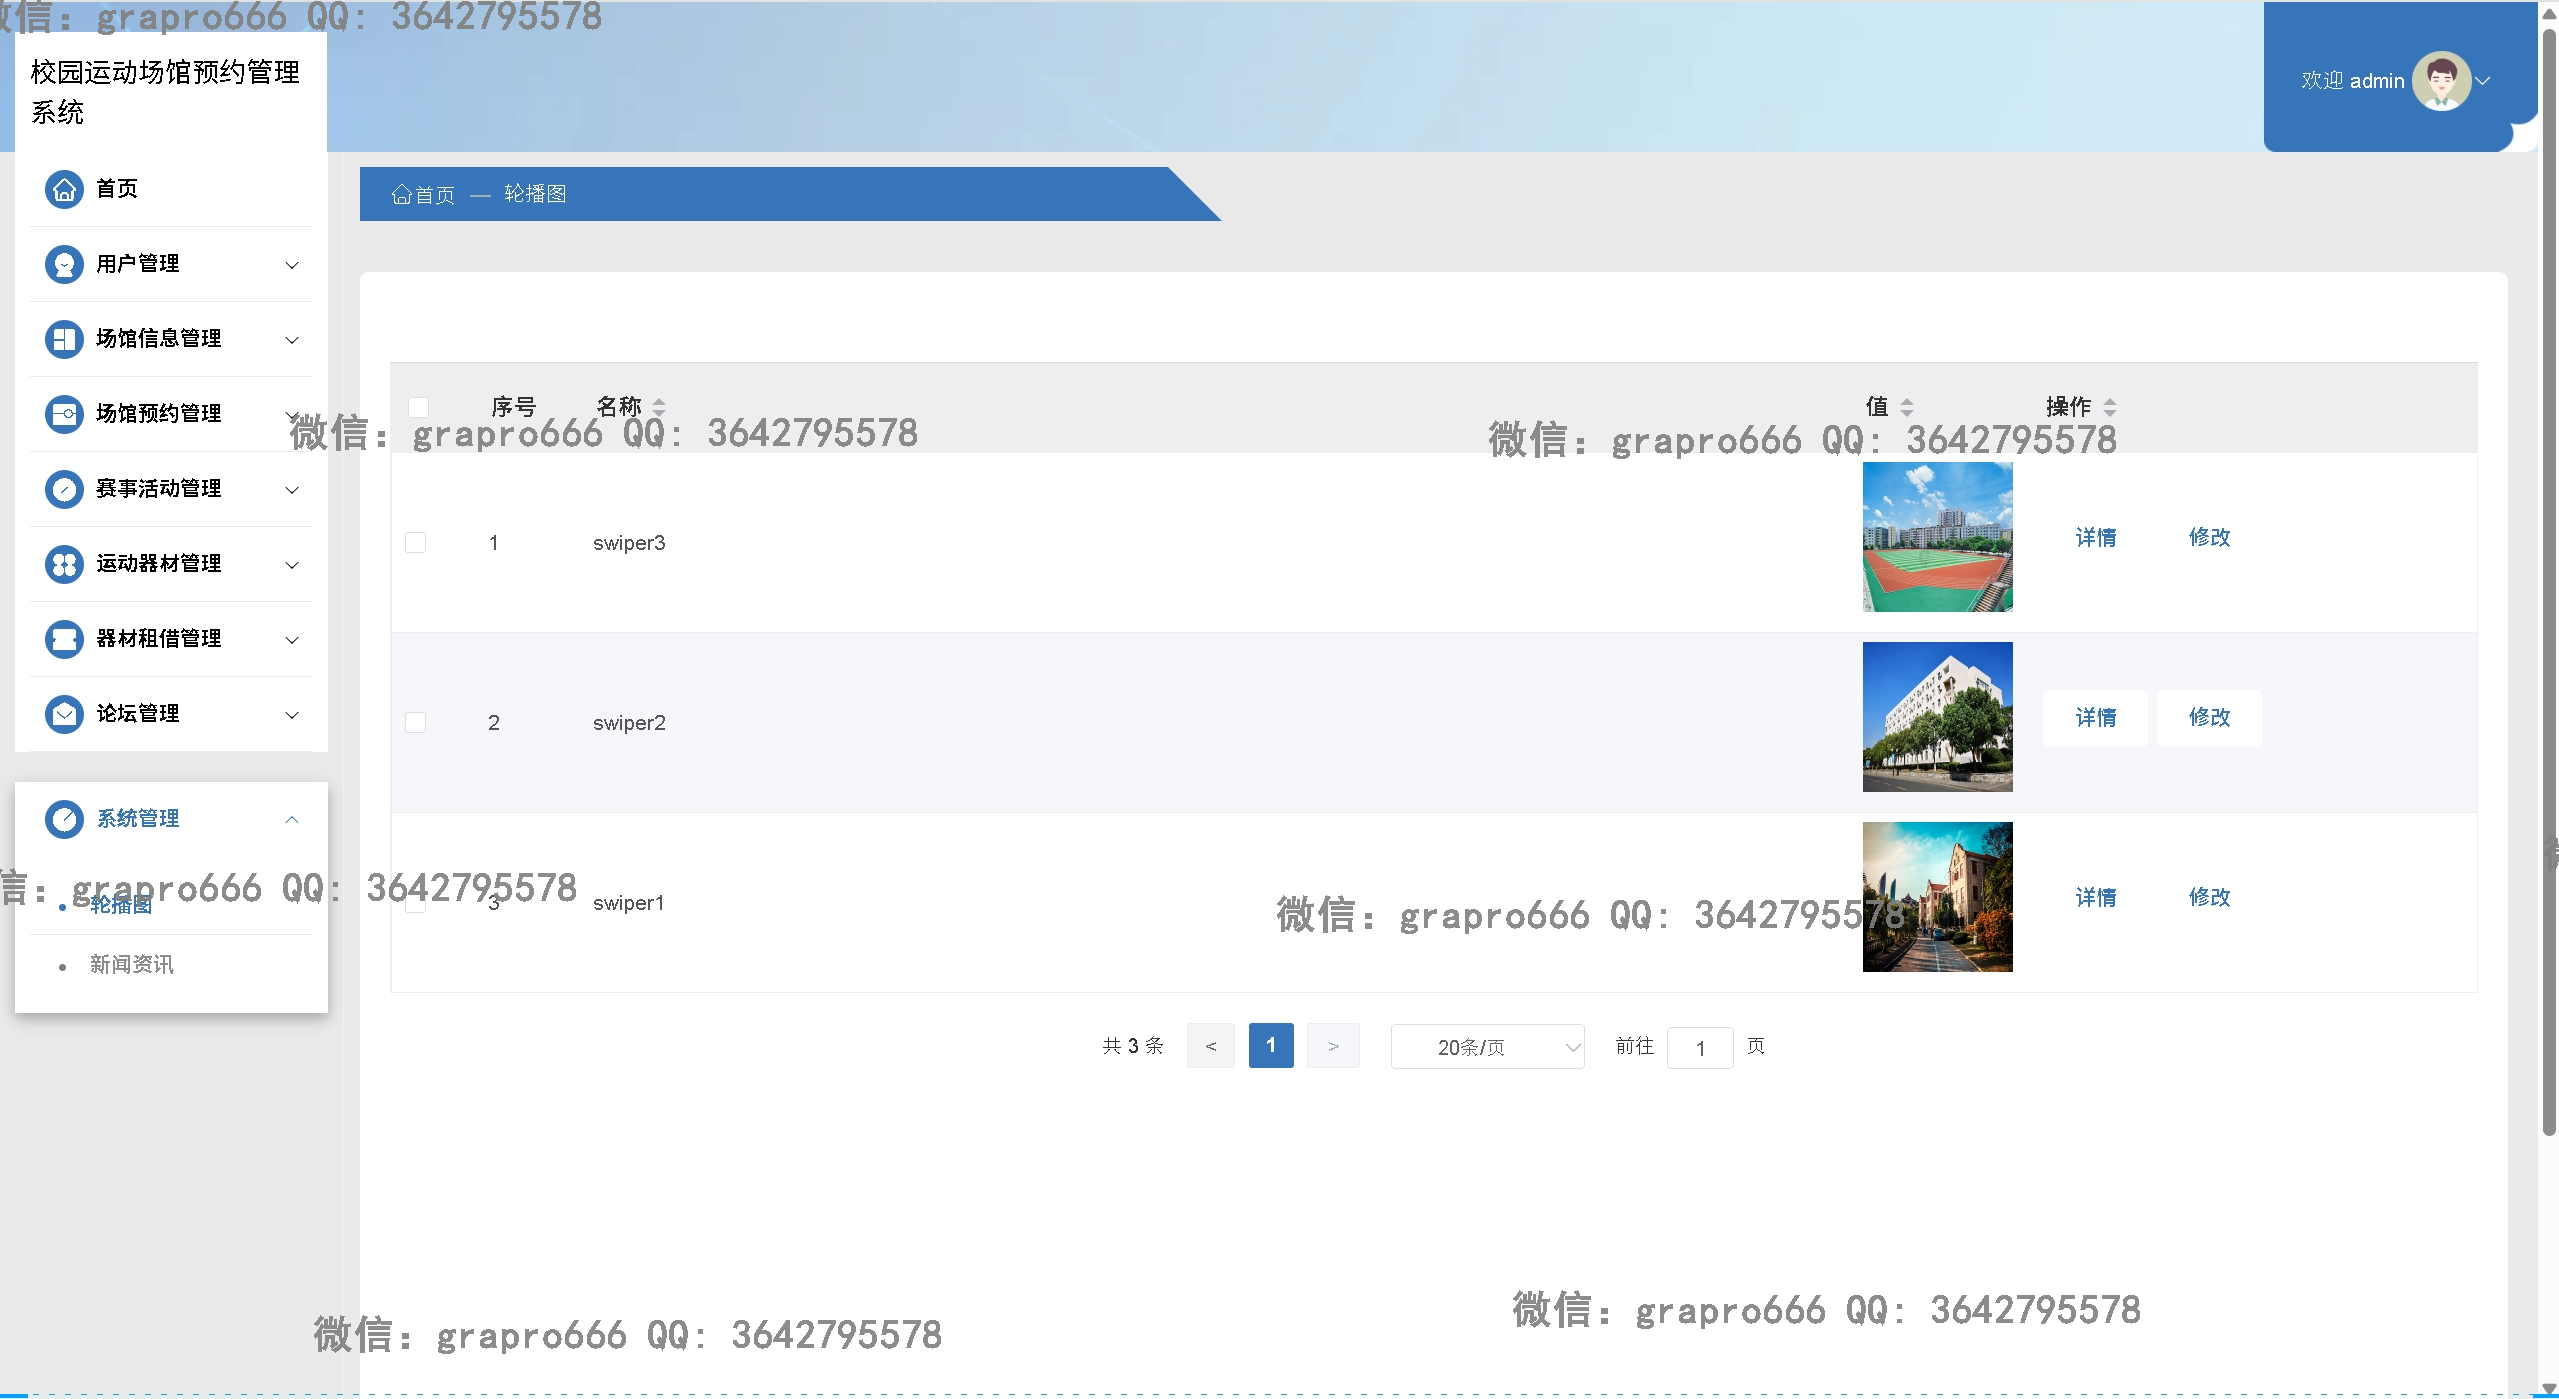 微信: grapro666 QQ: 3642795578
校园运动场馆预约管理
系统
欢迎 admin
首页 — 轮播图
首页
用户管理
场馆信息管理
场馆预约管理
赛事活动管理
运动器材管理
器材租借管理
论坛管理
系统管理
轮播图
新闻资讯
序号 名称 值 操作
微信: grapro666 QQ: 3642795578
微信: grapro666 QQ: 3642795578
1 swiper3 详情 修改
2 swiper2 详情 修改
3 swiper1 详情 修改
信: grapro666 QQ: 3642795578
微信: grapro666 QQ: 3642795578
共 3 条 < 1 > 20条/页 前往 1 页
微信: grapro666 QQ: 3642795578
微信: grapro666 QQ: 3642795578